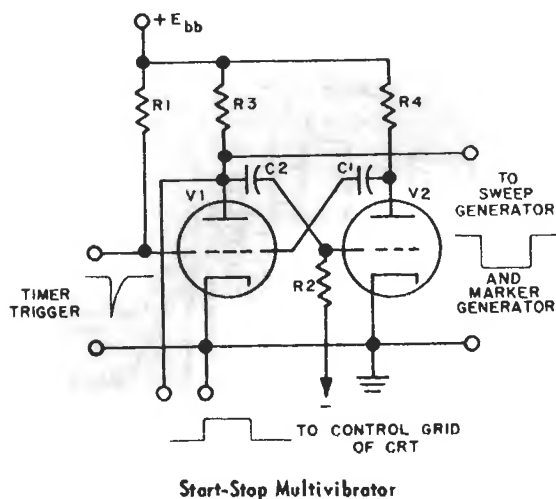 + Ebb
R1
R3
R4
C2
C1
V1
V2
TO
SWEEP
GENERATOR
R2
AND
MARKER
GENERATOR
TIMER
TRIGGER
−
TO CONTROL GRID
OF CRT
Start-Stop Multivibrator